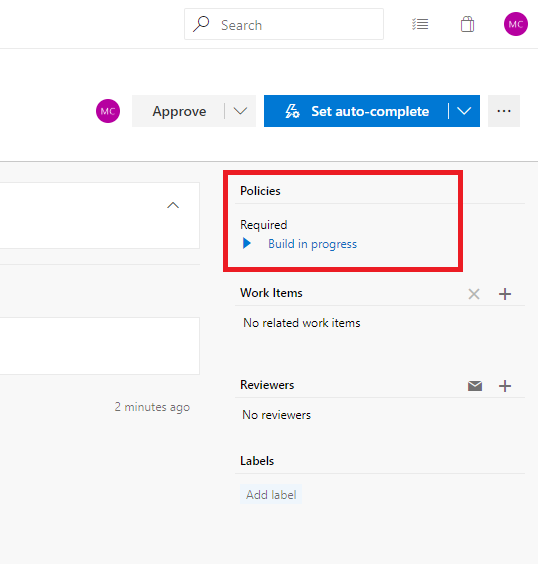 Search
MC
MC
Approve
Set auto-complete
Policies
Required
Build in progress
Work Items
No related work items
Reviewers
2 minutes ago
No reviewers
Labels
Add label